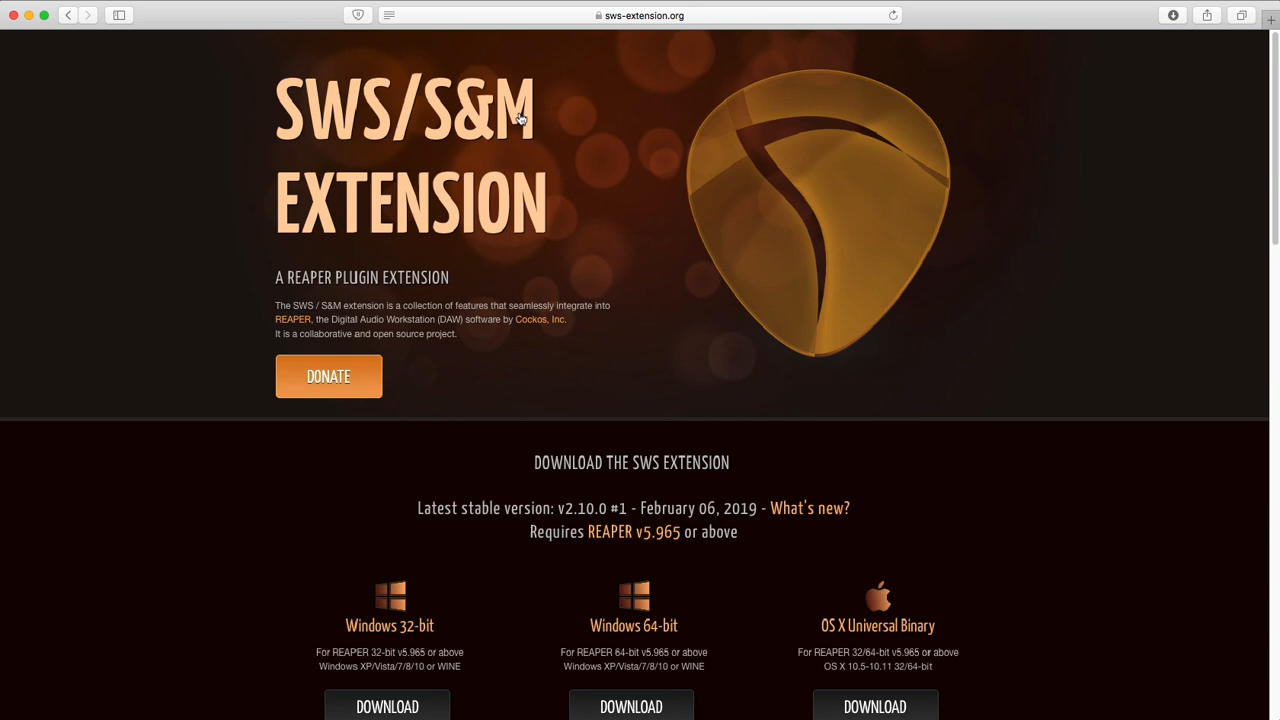 sws-extension.org
SWS/S&M
EXTENSION
A REAPER PLUGIN EXTENSION
The SWS / S&M extension is a collection of features that seamlessly integrate into
REAPER, the Digital Audio Workstation (DAW) software by Cockos, Inc.
It is a collaborative and open source project.
DONATE
DOWNLOAD THE SWS EXTENSION
Latest stable version: v2.10.0 #1 - February 06, 2019 - What's new?
Requires REAPER v5.965 or above
Windows 32-bit
For REAPER 32-bit v5.965 or above
Windows XP/Vista/7/8/10 or WINE
DOWNLOAD
Windows 64-bit
For REAPER 64-bit v5.965 or above
Windows XP/Vista/7/8/10 or WINE
DOWNLOAD
OS X Universal Binary
For REAPER 32/64-bit v5.965 or above
OS X 10.5-10.11 32/64-bit
DOWNLOAD